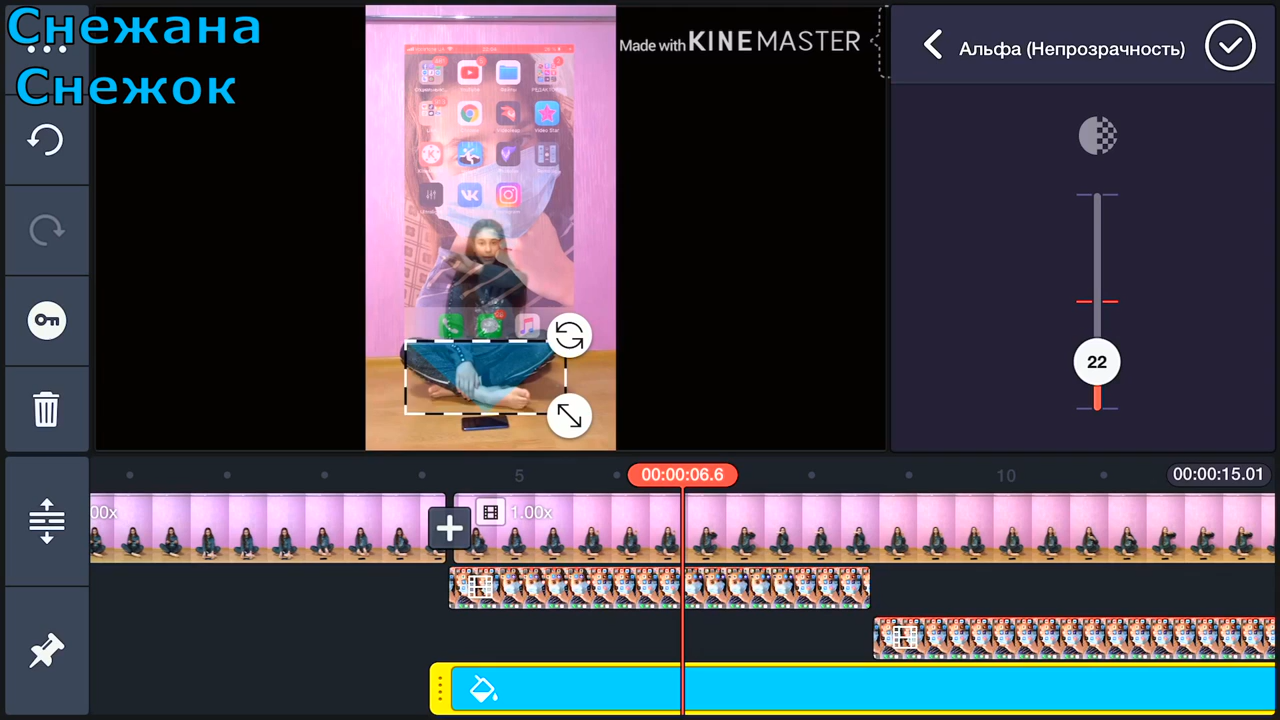 Снежана
Снежок
Made with KINEMASTER
Альфа (Непрозрачность)
22
5
00:00:06.6
10
00:00:15.01
00x
1.00x